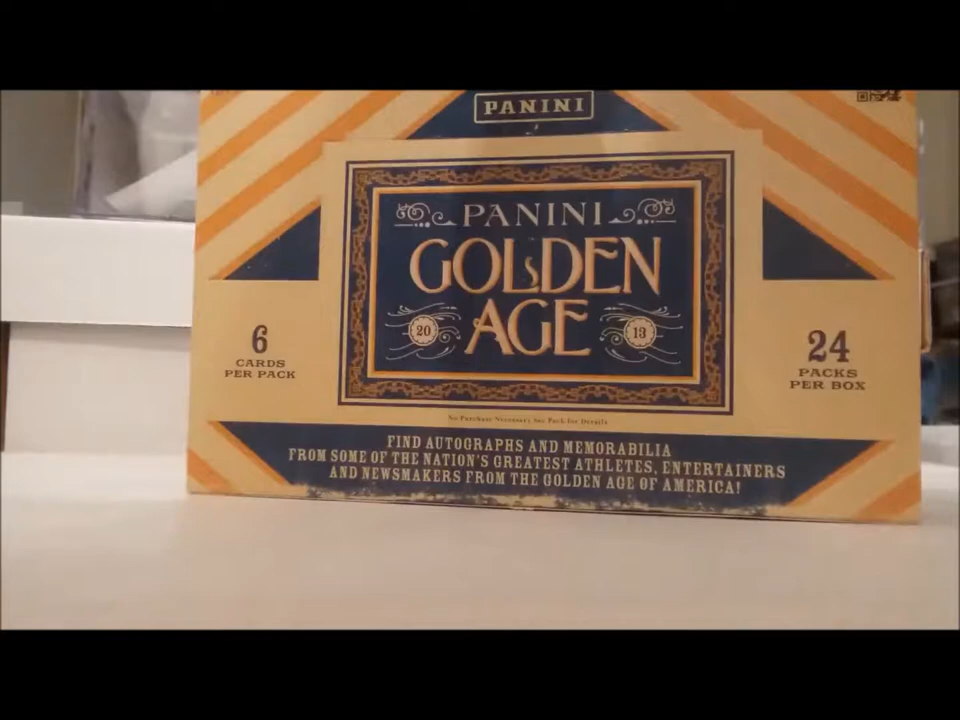 PANINI
PANINI
GOLDEN
AGE
20 13
6
CARDS
PER PACK
24
PACKS
PER BOX
No Purchase Necessary See Pack for Details
FIND AUTOGRAPHS AND MEMORABILIA
FROM SOME OF THE NATION'S GREATEST ATHLETES, ENTERTAINERS
AND NEWSMAKERS FROM THE GOLDEN AGE OF AMERICA!